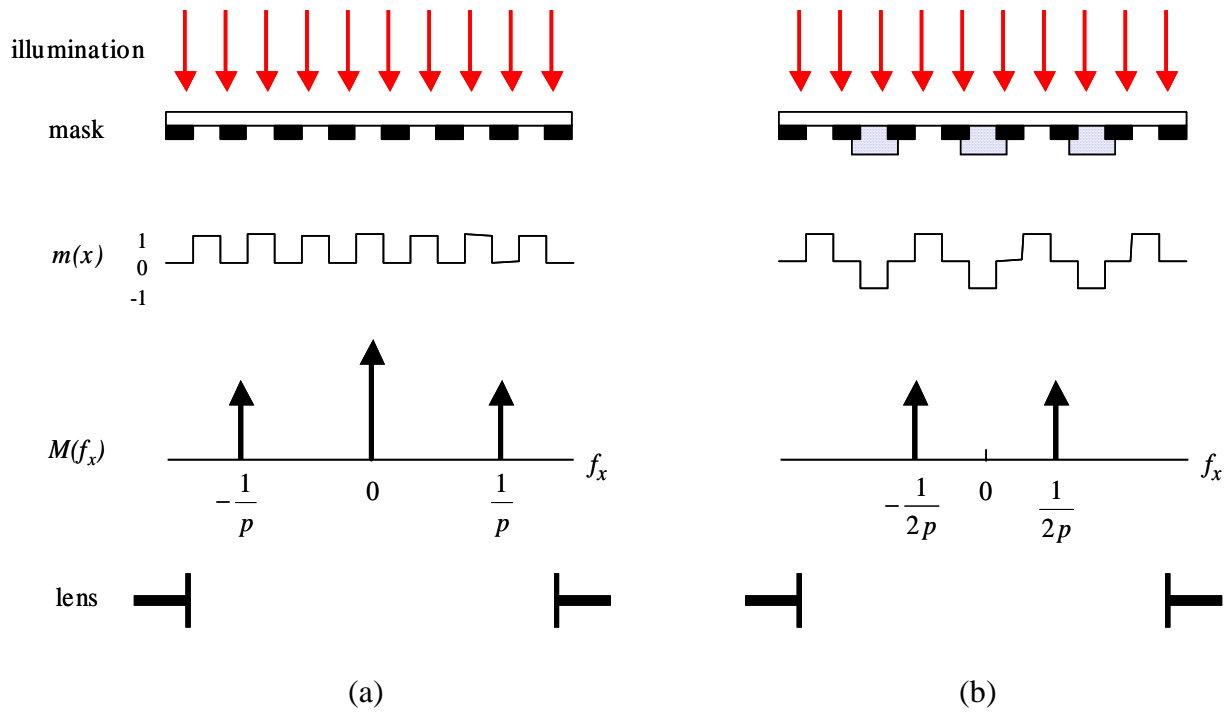 illumination
mask
m(x)
1
0
-1
M(f_x)
-1/p
0
1/p
f_x
-1/2p
0
1/2p
f_x
lens
(a)
(b)